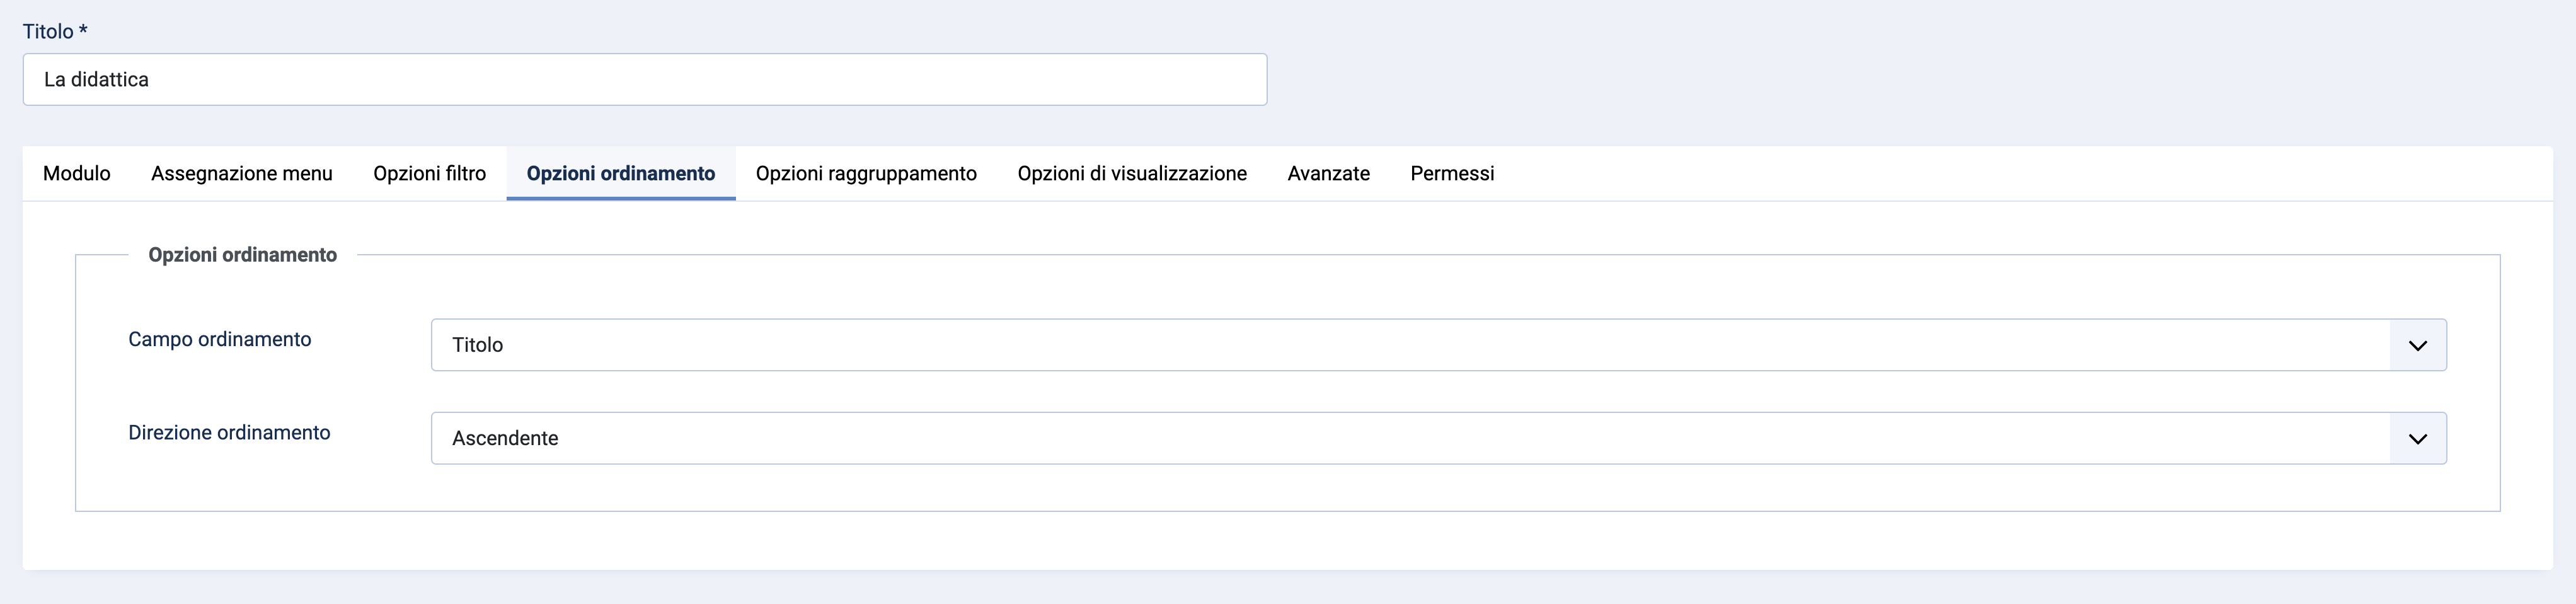 Titolo *
La didattica
Modulo Assegnazione menu Opzioni filtro Opzioni ordinamento Opzioni raggruppamento Opzioni di visualizzazione Avanzate Permessi
Opzioni ordinamento
Campo ordinamento Titolo
Direzione ordinamento Ascendente